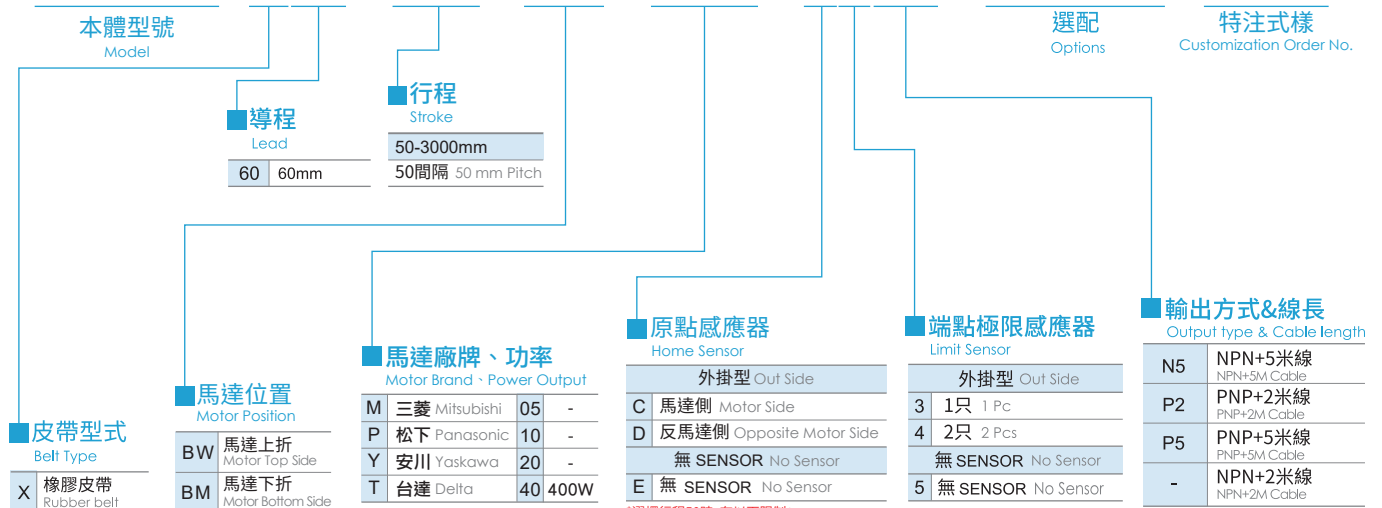 本體型號
Model
選配
Options
特注式樣
Customization Order No.
■導程
Lead
60 60mm
■行程
Stroke
50-3000mm
50間隔 50 mm Pitch
■皮帶型式
Belt Type
X 橡膠皮帶
Rubber belt
■馬達位置
Motor Position
BW 馬達上折
Motor Top Side
BM 馬達下折
Motor Bottom Side
■馬達廠牌、功率
Motor Brand、Power Output
M 三菱 Mitsubishi 05 -
P 松下 Panasonic 10 -
Y 安川 Yaskawa 20 -
T 台達 Delta 40 400W
■原點感應器
Home Sensor
外掛型 Out Side
C 馬達側 Motor Side
D 反馬達側 Opposite Motor Side
無 SENSOR No Sensor
E 無 SENSOR No Sensor
■端點極限感應器
Limit Sensor
外掛型 Out Side
3 1只 1 Pc
4 2只 2 Pcs
無 SENSOR No Sensor
5 無 SENSOR No Sensor
■輸出方式&線長
Output type & Cable length
N5 NPN+5米線
NPN+5M Cable
P2 PNP+2米線
PNP+2M Cable
P5 PNP+5米線
PNP+5M Cable
- NPN+2米線
NPN+2M Cable